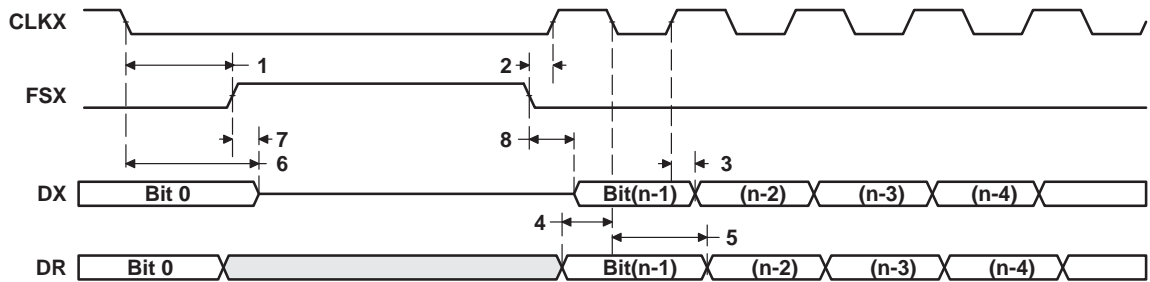 CLKX
1
2
FSX
7
8
6
3
DX
Bit 0
Bit(n-1)
(n-2)
(n-3)
(n-4)
4
5
DR
Bit 0
Bit(n-1)
(n-2)
(n-3)
(n-4)